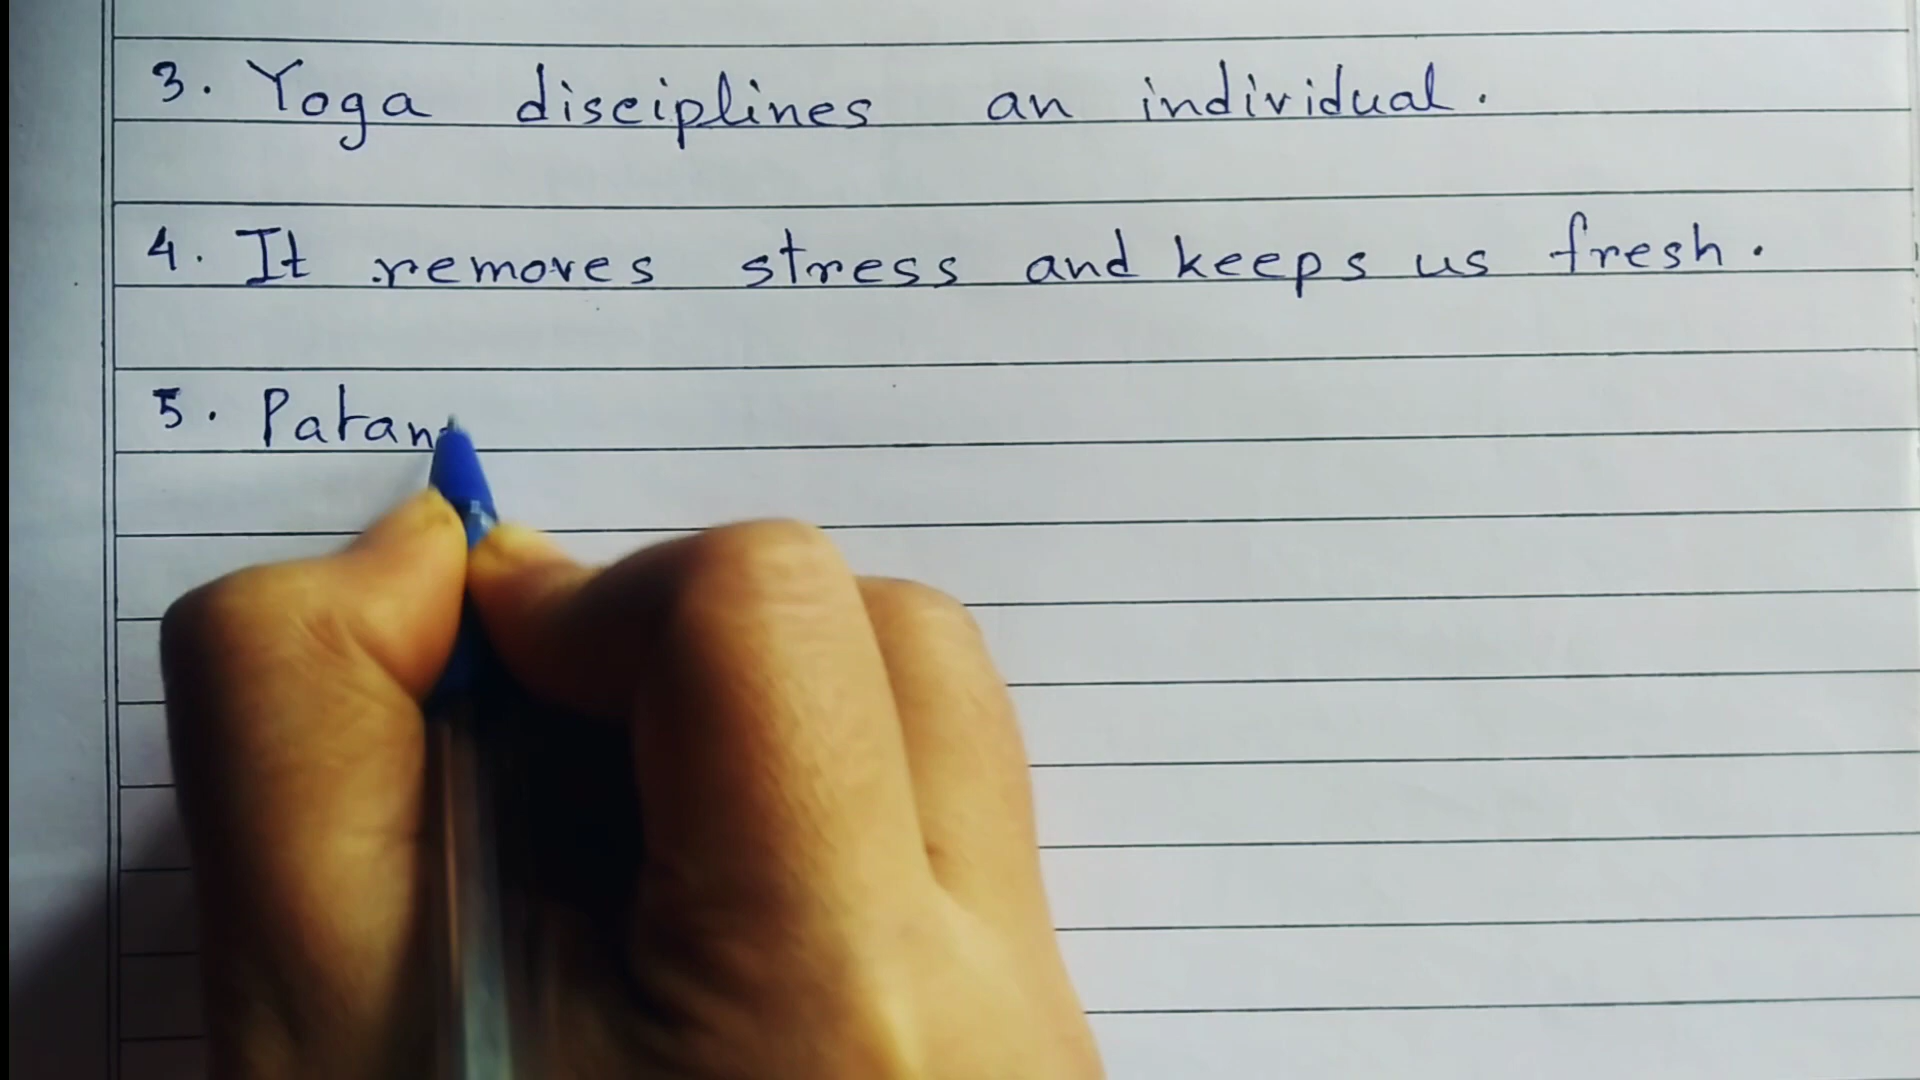 3. Yoga disciplines an individual.
4. It removes stress and keeps us fresh.
5. Patan